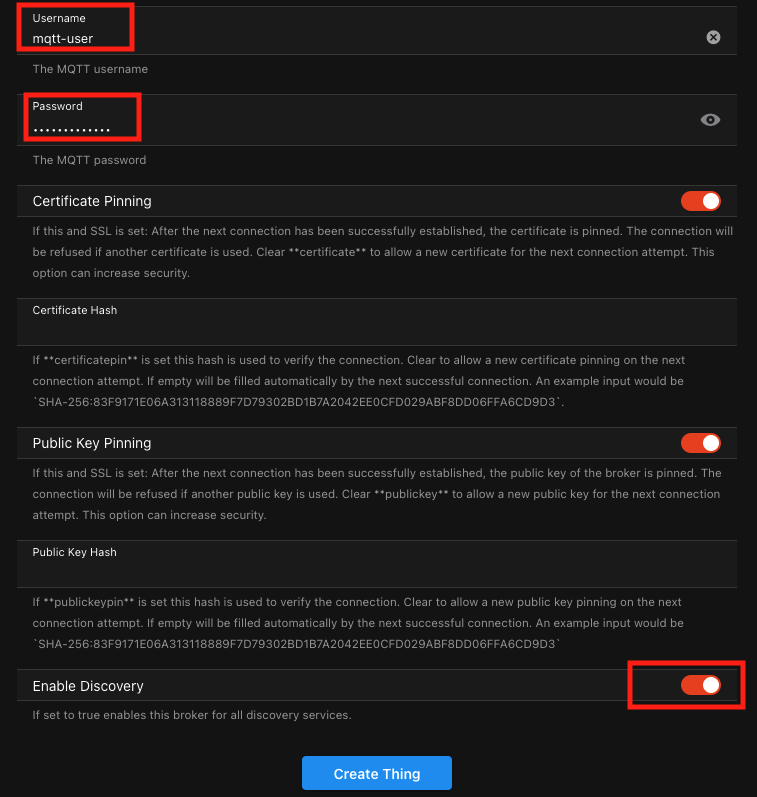 Username
mqtt-user
The MQTT username
Password
•••••••••••••
The MQTT password
Certificate Pinning
If this and SSL is set: After the next connection has been successfully established, the certificate is pinned. The connection will
be refused if another certificate is used. Clear **certificate** to allow a new certificate for the next connection attempt. This
option can increase security.
Certificate Hash
If **certificatepin** is set this hash is used to verify the connection. Clear to allow a new certificate pinning on the next
connection attempt. If empty will be filled automatically by the next successful connection. An example input would be
`SHA-256:83F9171E06A313118889F7D79302BD1B7A2042EE0CFD029ABF8DD06FFA6CD9D3`.
Public Key Pinning
If this and SSL is set: After the next connection has been successfully established, the public key of the broker is pinned. The
connection will be refused if another public key is used. Clear **publickey** to allow a new public key for the next connection
attempt. This option can increase security.
Public Key Hash
If **publickeypin** is set this hash is used to verify the connection. Clear to allow a new public key pinning on the next
connection attempt. If empty will be filled automatically by the next successful connection. An example input would be
`SHA-256:83F9171E06A313118889F7D79302BD1B7A2042EE0CFD029ABF8DD06FFA6CD9D3`
Enable Discovery
If set to true enables this broker for all discovery services.
Create Thing